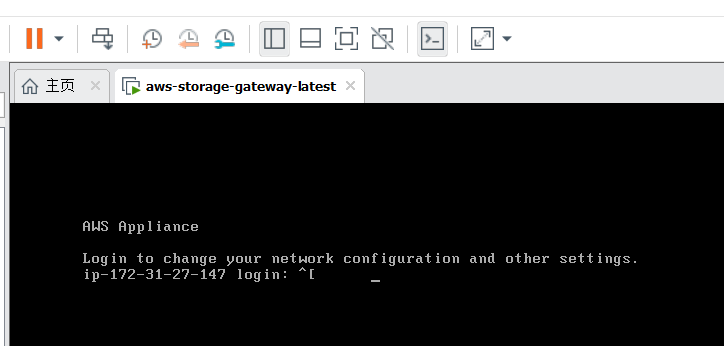 主页
aws-storage-gateway-latest
AWS Appliance
Login to change your network configuration and other settings.
ip-172-31-27-147 login: ^[ _